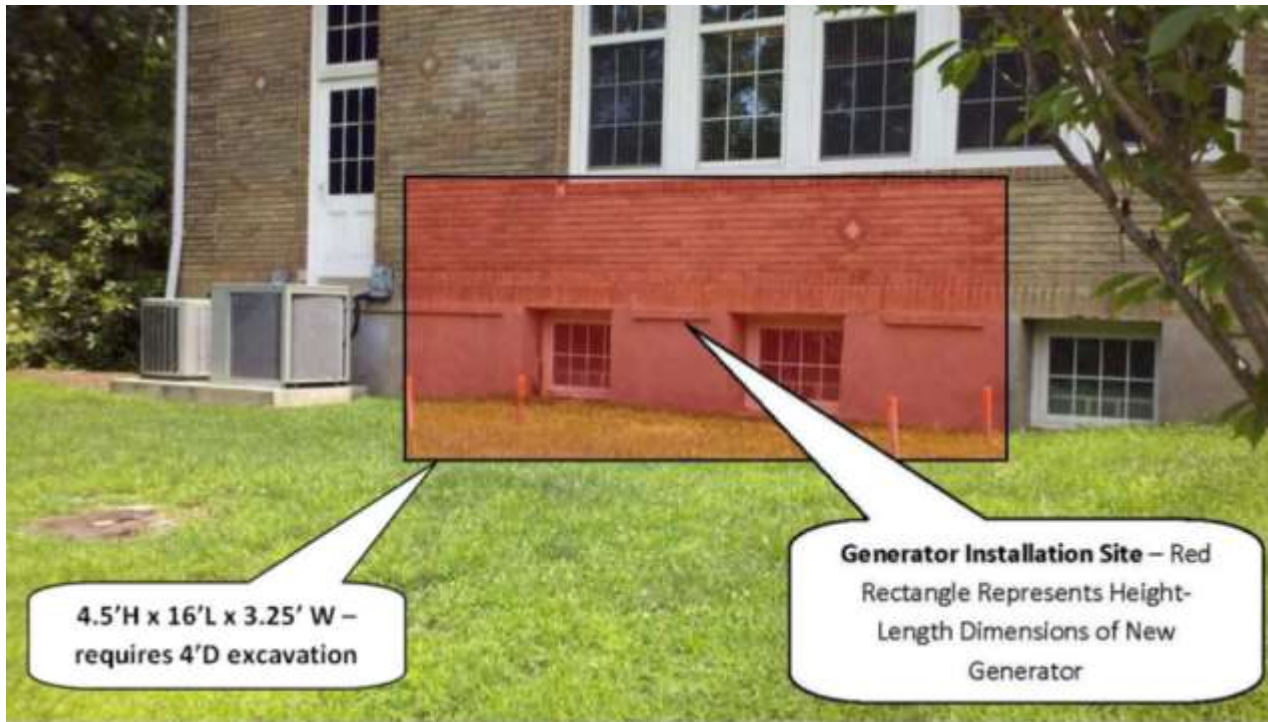 4.5'H x 16'L x 3.25' W –
requires 4'D excavation
Generator Installation Site – Red
Rectangle Represents Height-
Length Dimensions of New
Generator